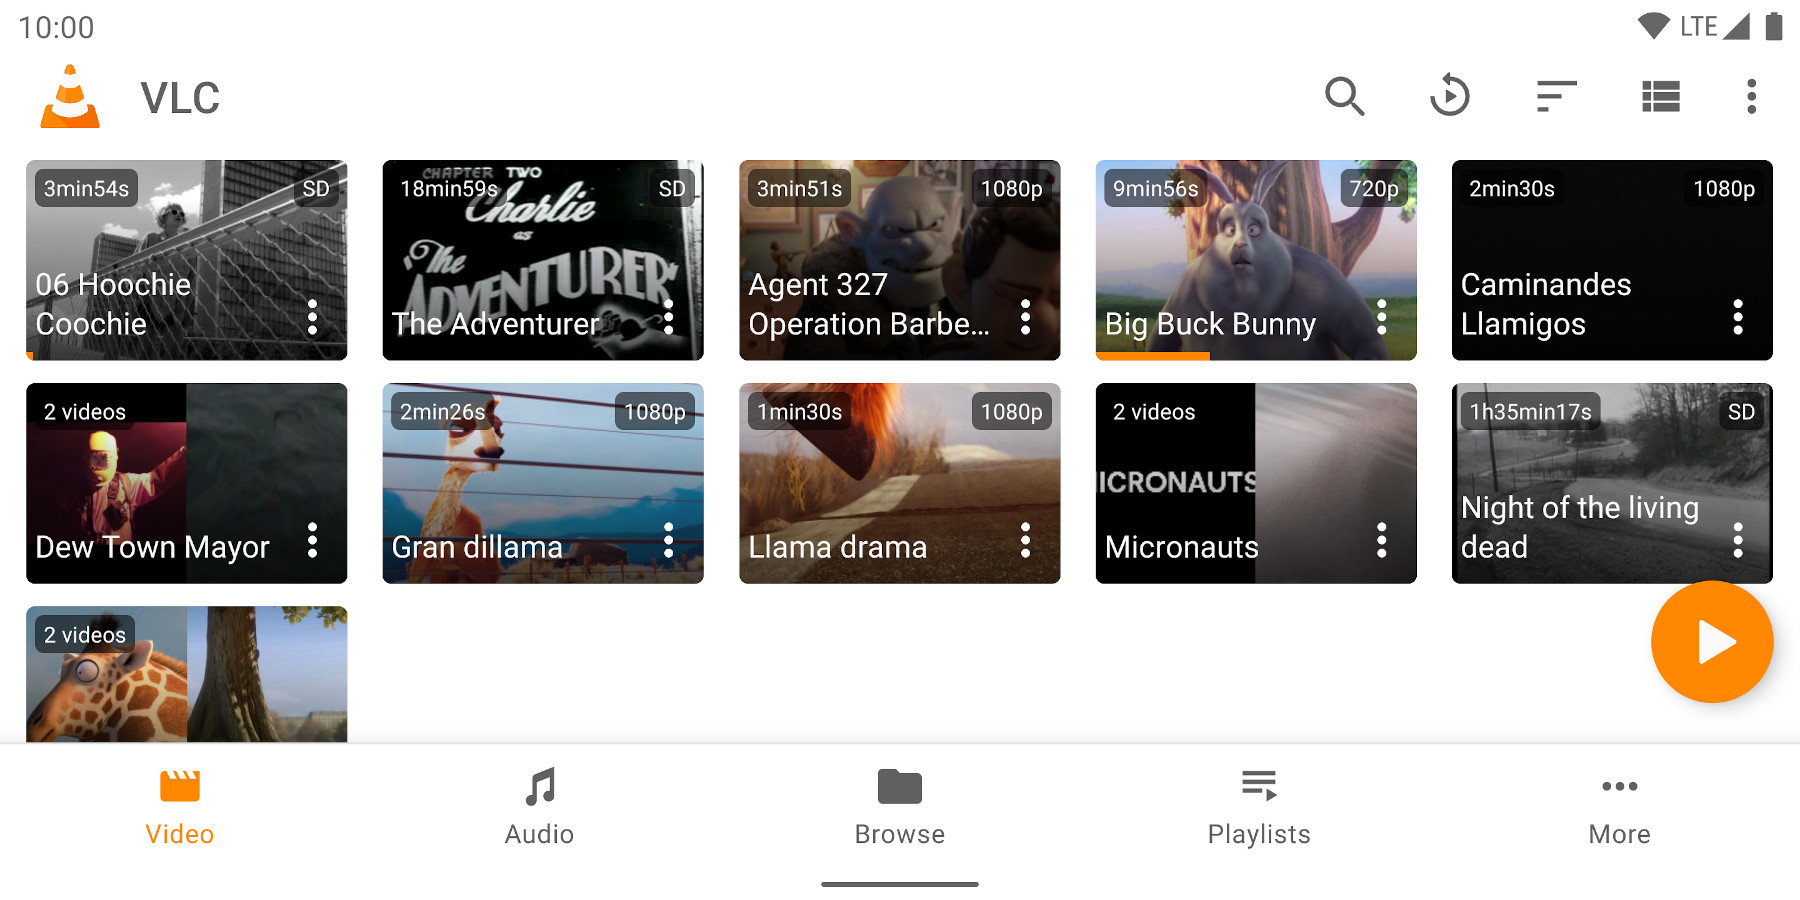 10:00
LTE
VLC
3min54s
SD
06 Hoochie
Coochie
CHAPTER TWO
18min59s
SD
Charlie
as
The
ADVENTURER
The Adventurer
3min51s
1080p
Agent 327
Operation Barbe...
9min56s
720p
Big Buck Bunny
2min30s
1080p
Caminandes
Llamigos
2 videos
Dew Town Mayor
2min26s
1080p
Gran dillama
1min30s
1080p
Llama drama
2 videos
MICRONAUTS
Micronauts
1h35min17s
SD
Night of the living
dead
2 videos
Video
Audio
Browse
Playlists
More